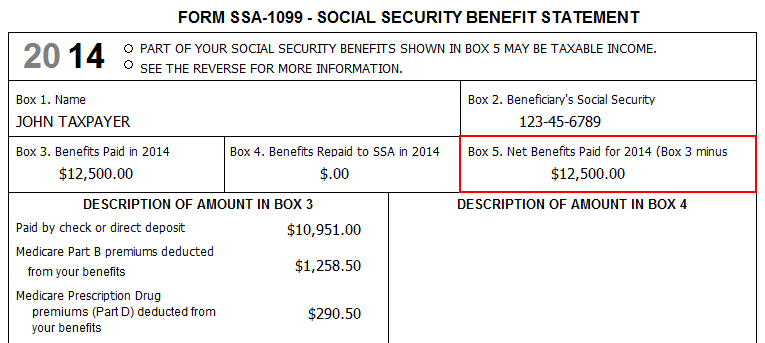 FORM SSA-1099 - SOCIAL SECURITY BENEFIT STATEMENT
2014
PART OF YOUR SOCIAL SECURITY BENEFITS SHOWN IN BOX 5 MAY BE TAXABLE INCOME.
SEE THE REVERSE FOR MORE INFORMATION.
Box 1. Name
JOHN TAXPAYER
Box 2. Beneficiary's Social Security
123-45-6789
Box 3. Benefits Paid in 2014
$12,500.00
Box 4. Benefits Repaid to SSA in 2014
$.00
Box 5. Net Benefits Paid for 2014 (Box 3 minus
$12,500.00
DESCRIPTION OF AMOUNT IN BOX 3
Paid by check or direct deposit $10,951.00
Medicare Part B premiums deducted
from your benefits $1,258.50
Medicare Prescription Drug
premiums (Part D) deducted from $290.50
your benefits
DESCRIPTION OF AMOUNT IN BOX 4